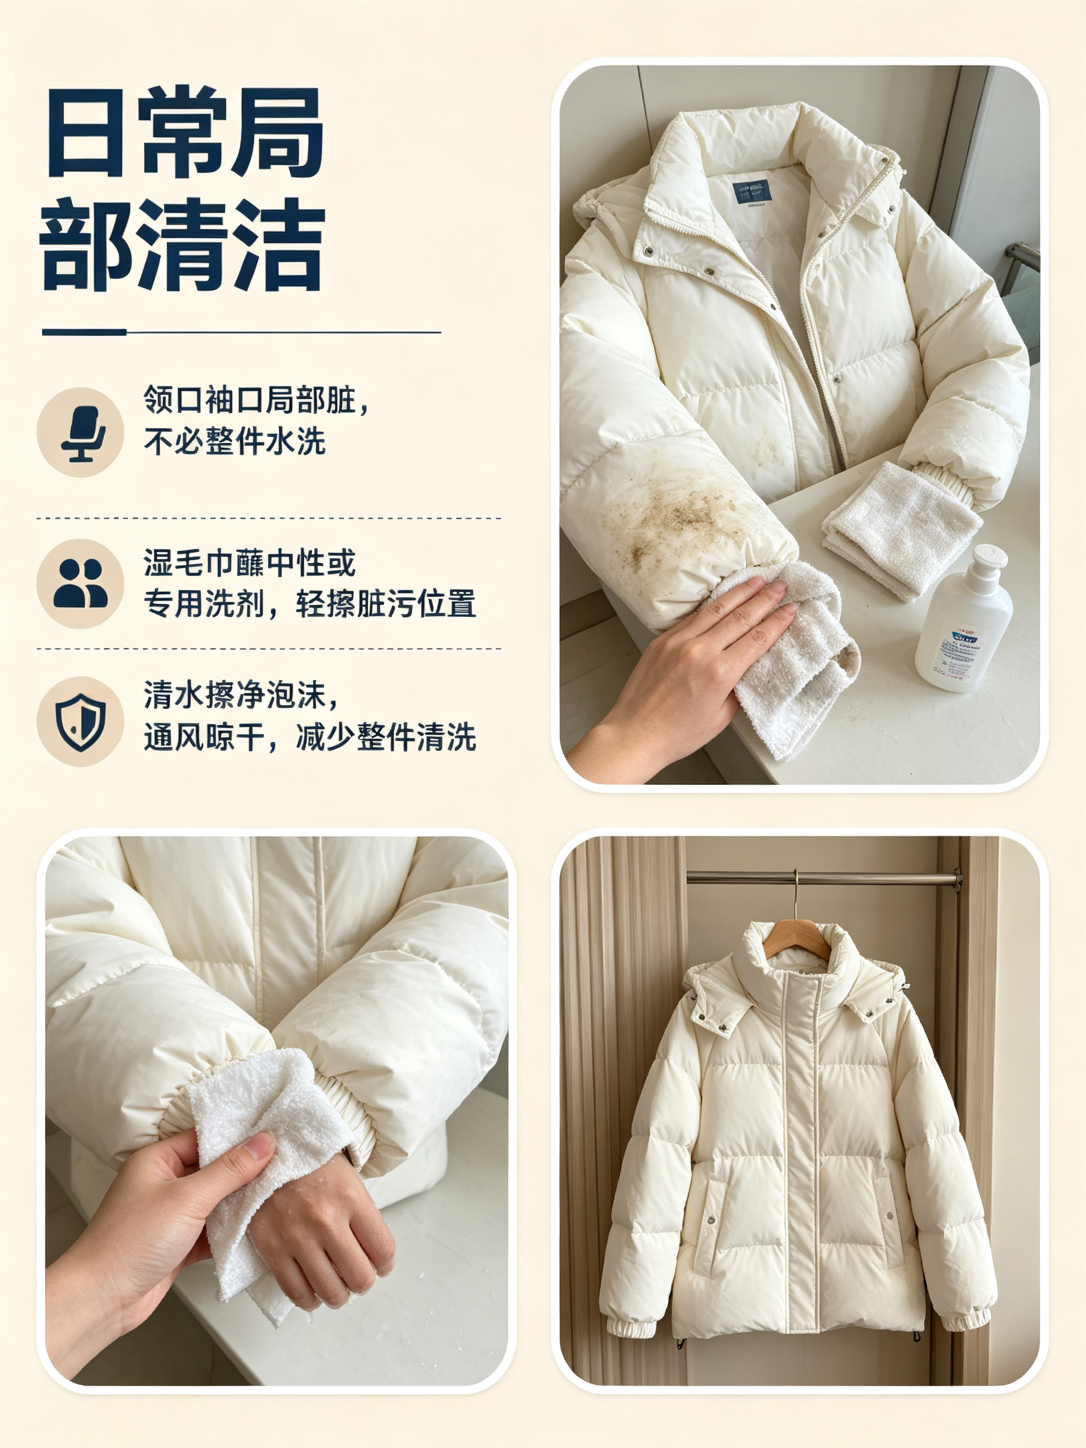 日常局
部清洁
领口袖口局部脏，
不必整件水洗
湿毛巾蘸中性或
专用洗剂，轻擦脏污位置
清水擦净泡沫，
通风晾干，减少整件清洗